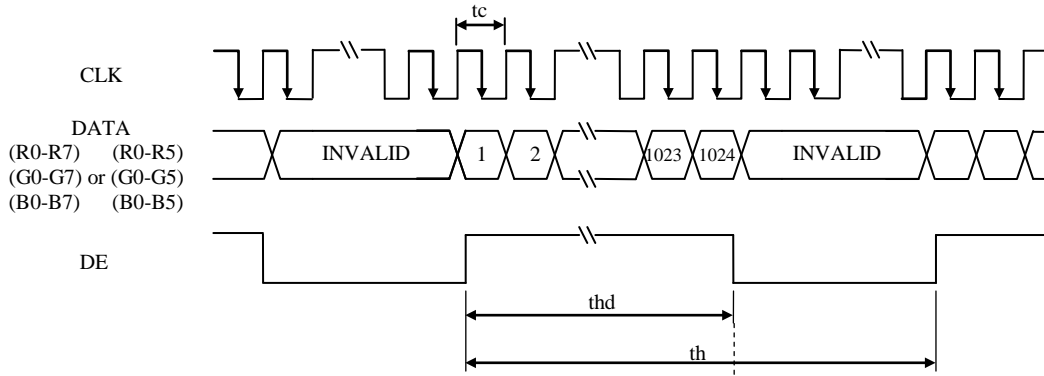 tc
CLK
DATA
(R0-R7) (R0-R5)
(G0-G7) or (G0-G5)
(B0-B7) (B0-B5)
INVALID 1 2 1023 1024 INVALID
DE
thd
th